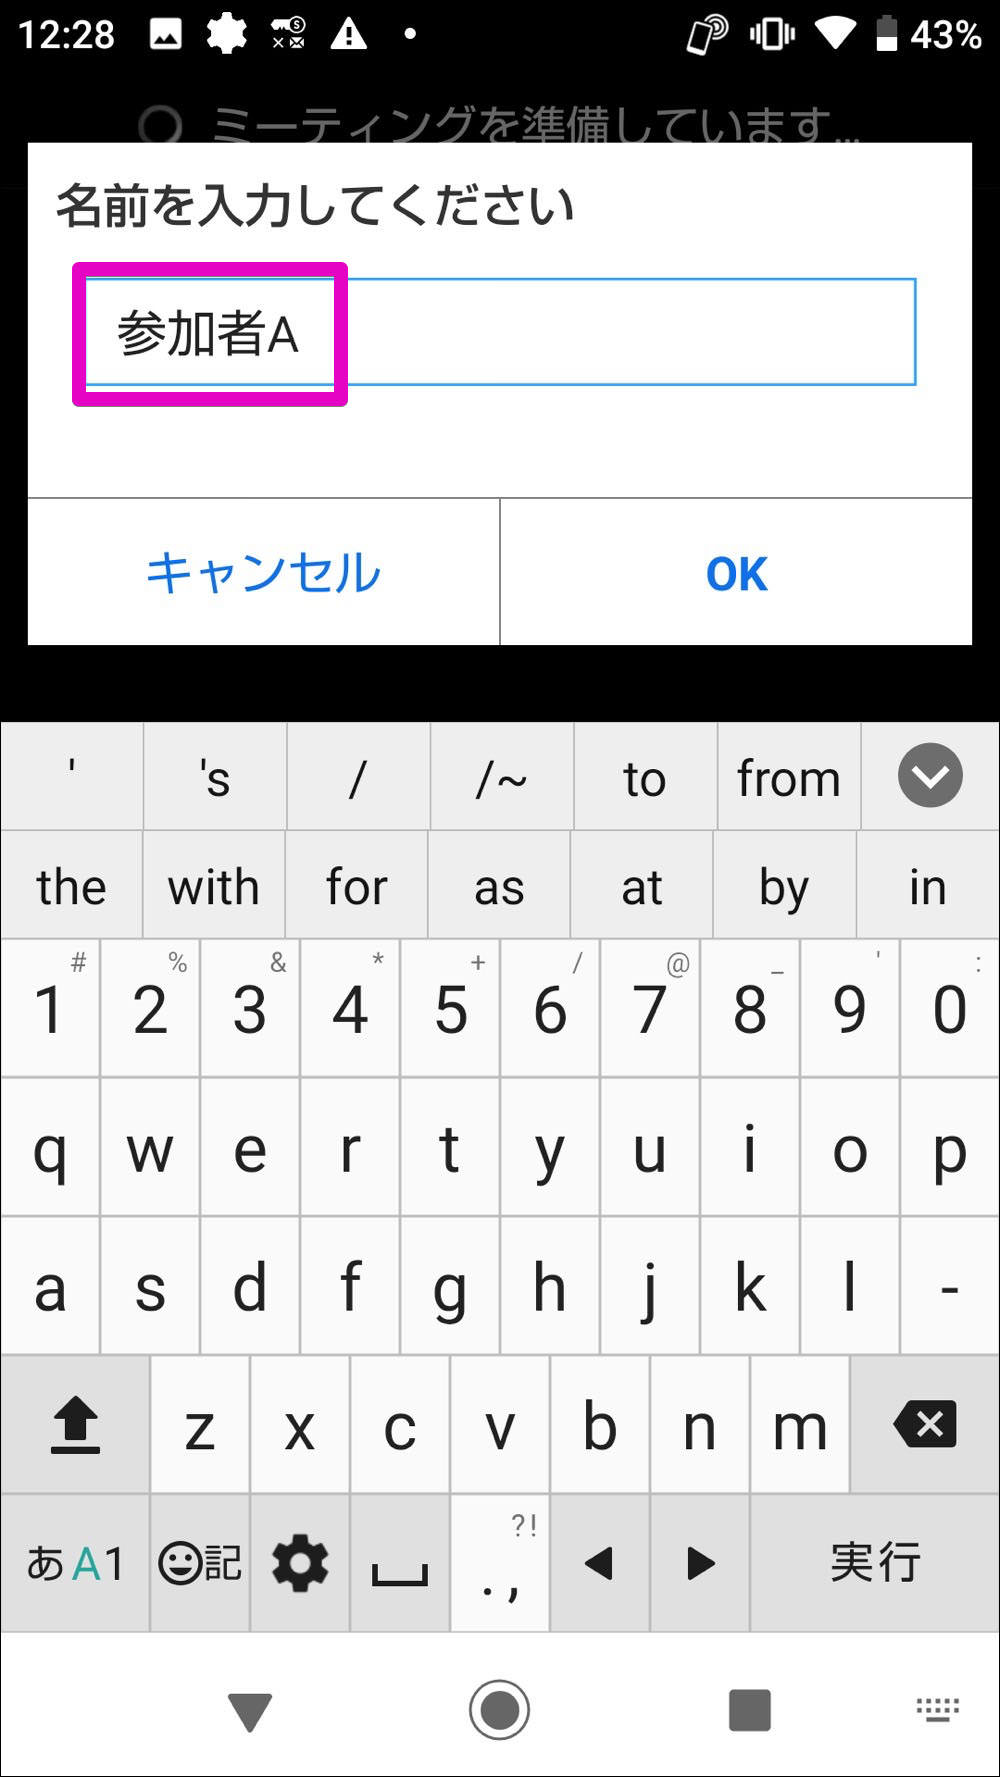 12:28 43%
ミーティングを準備しています...
名前を入力してください
参加者A
キャンセル OK
' 's / /~ to from
the with for as at by in
# % & * + / @ _ ' :
1 2 3 4 5 6 7 8 9 0
q w e r t y u i o p
a s d f g h j k l -
z x c v b n m
?!
あA1 記 ., 実行